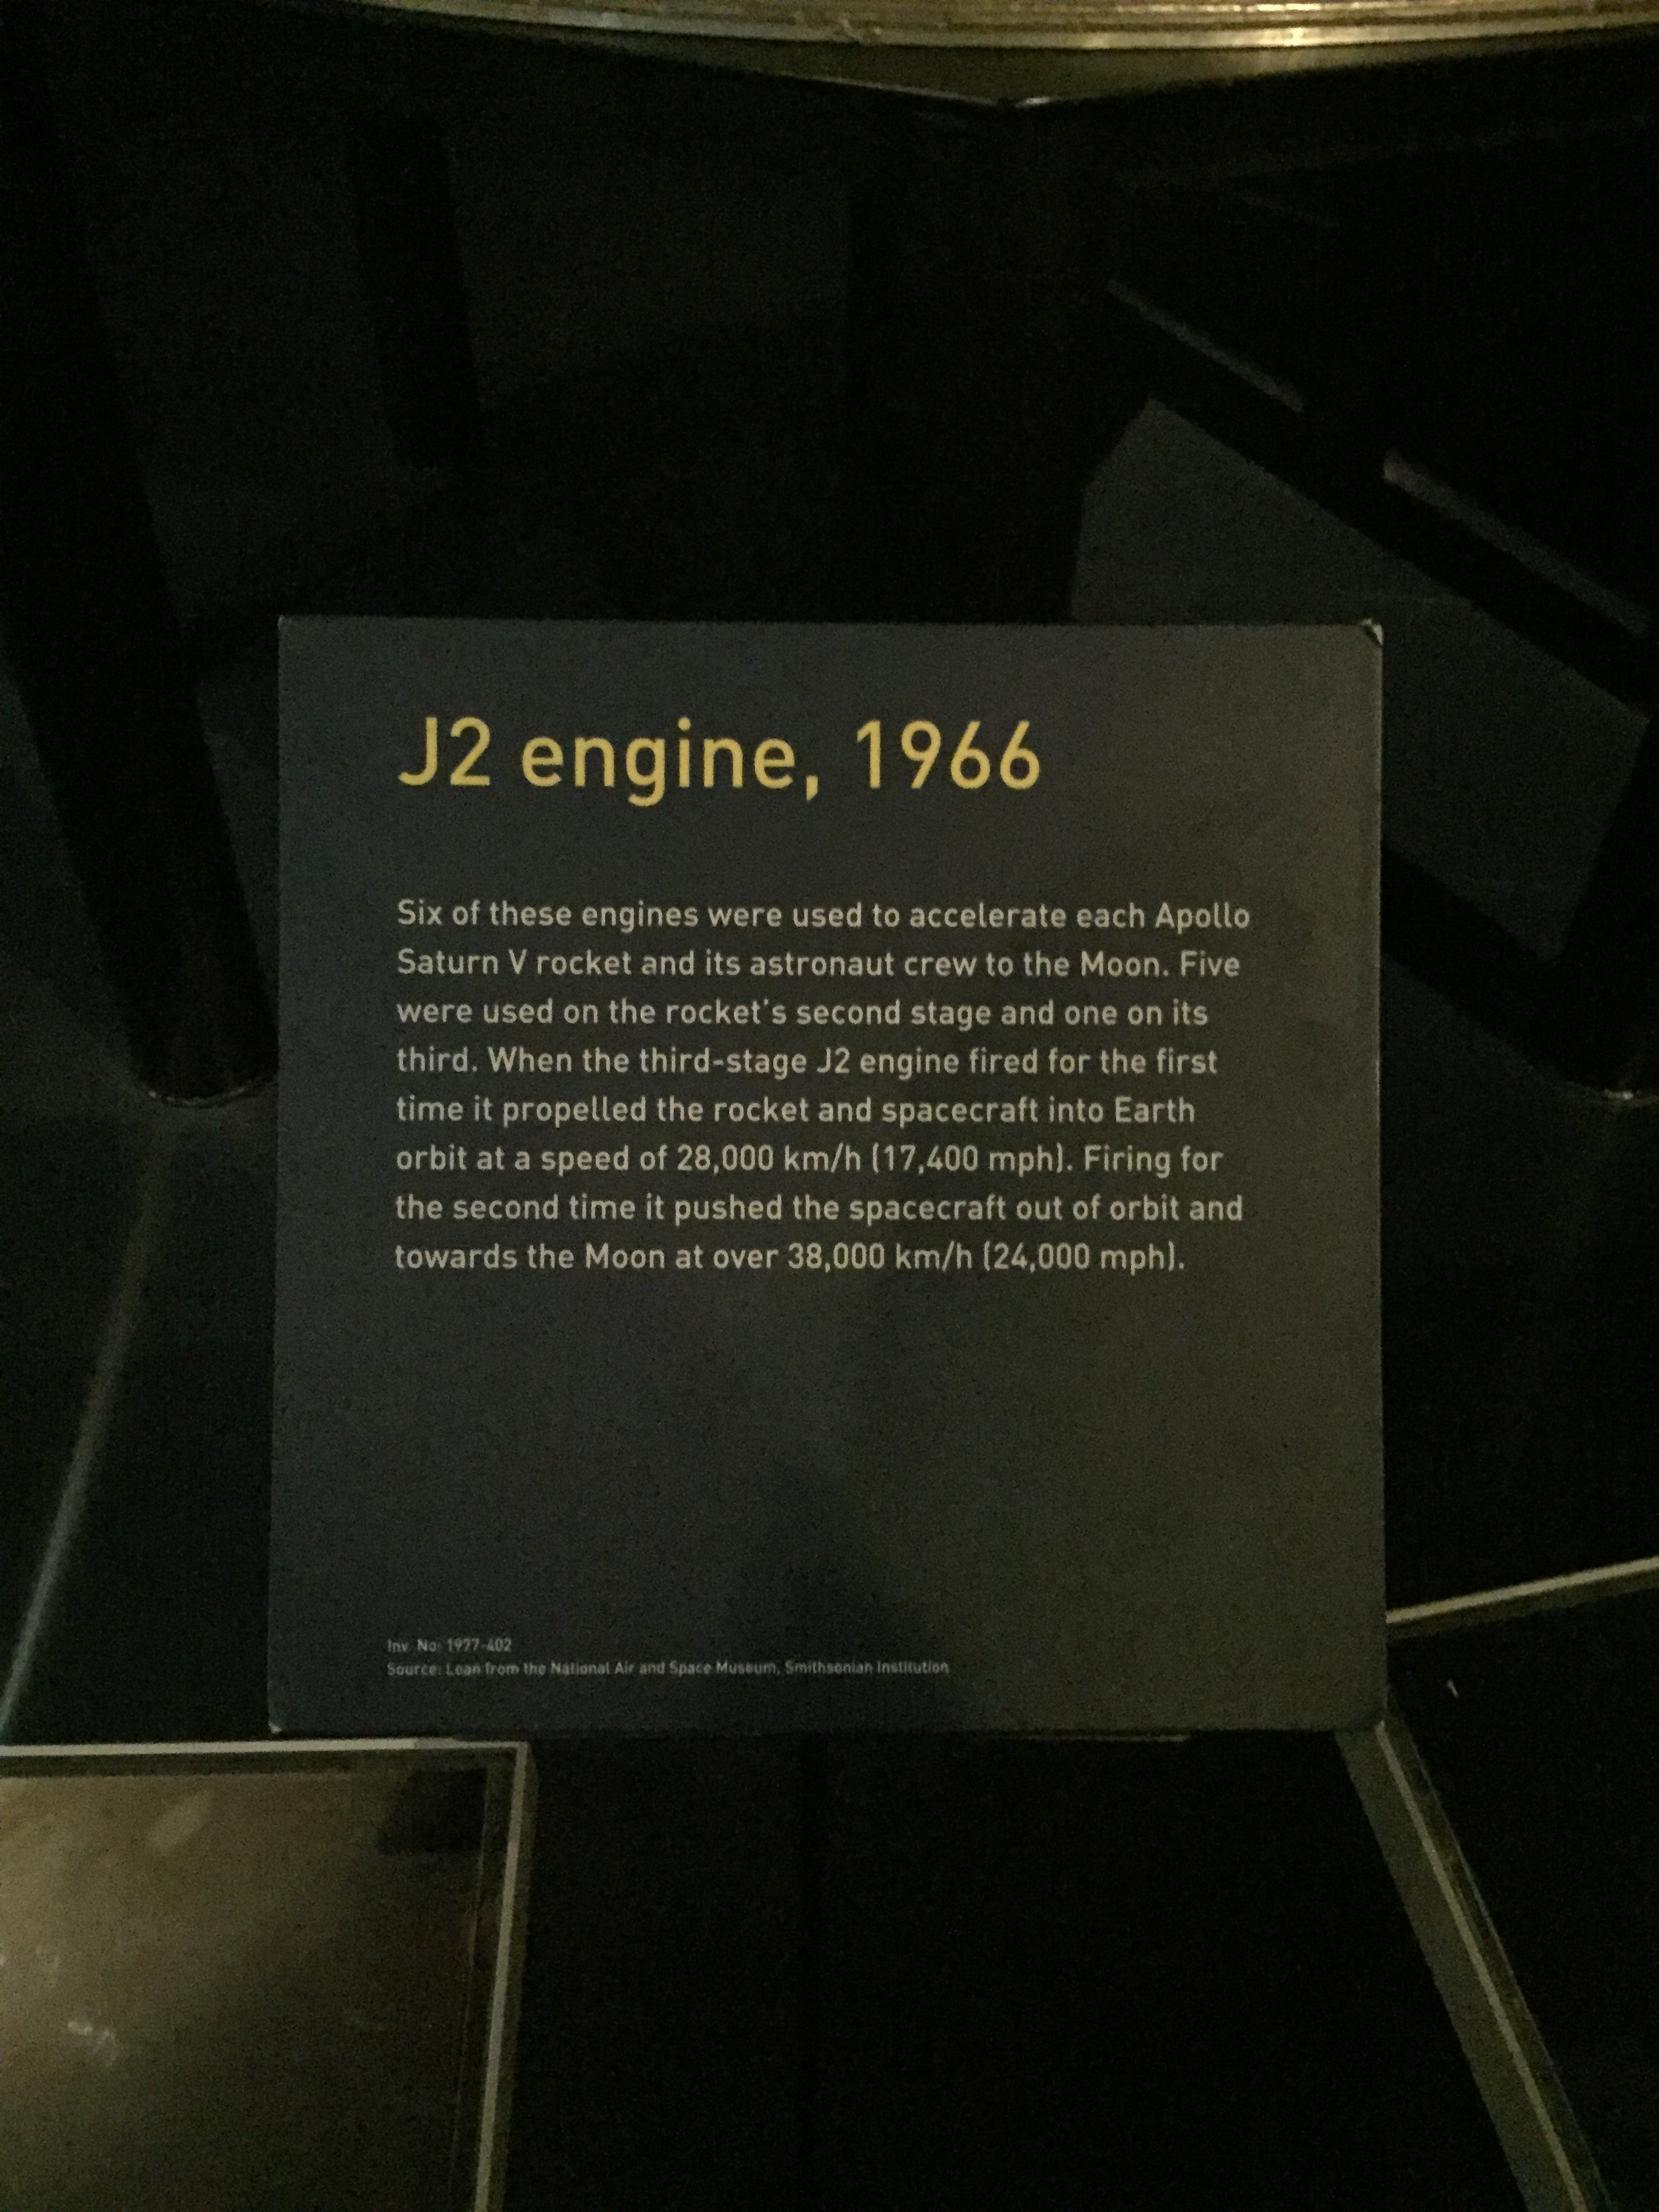 J2 engine, 1966
Six of these engines were used to accelerate each Apollo
Saturn V rocket and its astronaut crew to the Moon. Five
were used on the rocket's second stage and one on its
third. When the third-stage J2 engine fired for the first
time it propelled the rocket and spacecraft into Earth
orbit at a speed of 28,000 km/h (17,400 mph). Firing for
the second time it pushed the spacecraft out of orbit and
towards the Moon at over 38,000 km/h (24,000 mph).
Inv. No: 1977-402
Source: Loan from the National Air and Space Museum, Smithsonian Institution